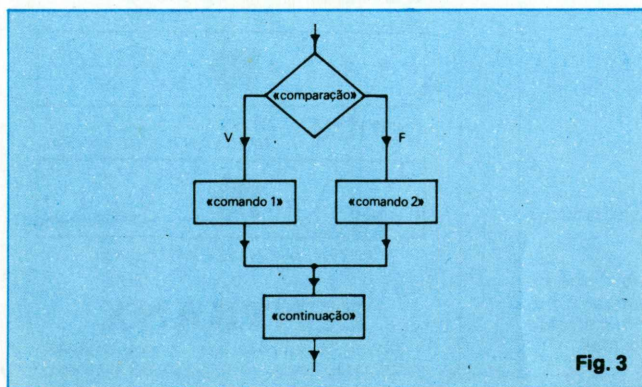 «comparação»
V
F
«comando 1»
«comando 2»
«continuação»
Fig. 3